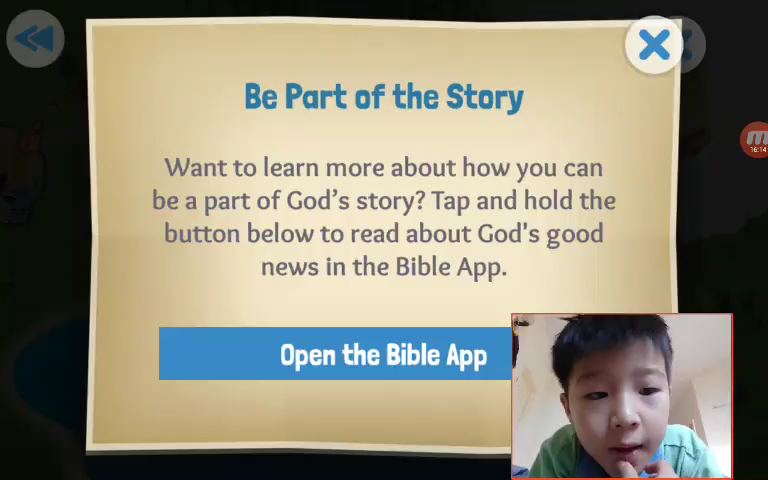 Be Part of the Story
Want to learn more about how you can
be a part of God’s story? Tap and hold the
button below to read about God's good
news in the Bible App.
Open the Bible App
16:14